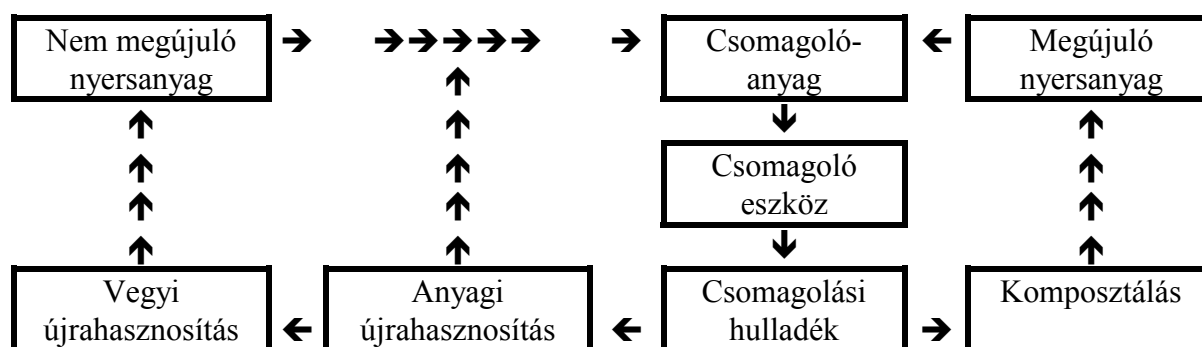 Nem megújuló
nyersanyag
Csomagoló-
anyag
Megújuló
nyersanyag
Csomagoló
eszköz
Vegyi
újrahasznosítás
Anyagi
újrahasznosítás
Csomagolási
hulladék
Komposztálás